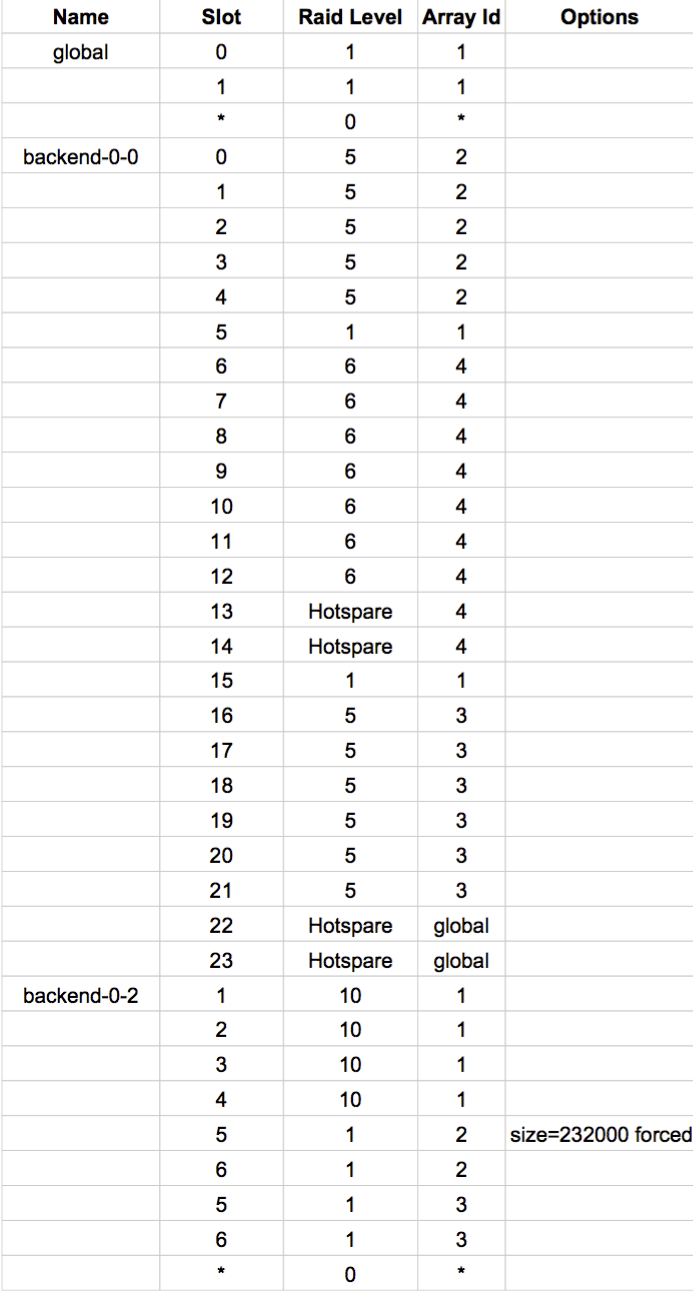 Name Slot Raid Level Array Id Options
global 0 1 1
1 1 1
* 0 *
backend-0-0 0 5 2
1 5 2
2 5 2
3 5 2
4 5 2
5 1 1
6 6 4
7 6 4
8 6 4
9 6 4
10 6 4
11 6 4
12 6 4
13 Hotspare 4
14 Hotspare 4
15 1 1
16 5 3
17 5 3
18 5 3
19 5 3
20 5 3
21 5 3
22 Hotspare global
23 Hotspare global
backend-0-2 1 10 1
2 10 1
3 10 1
4 10 1
5 1 2 size=232000 forced
6 1 2
5 1 3
6 1 3
* 0 *